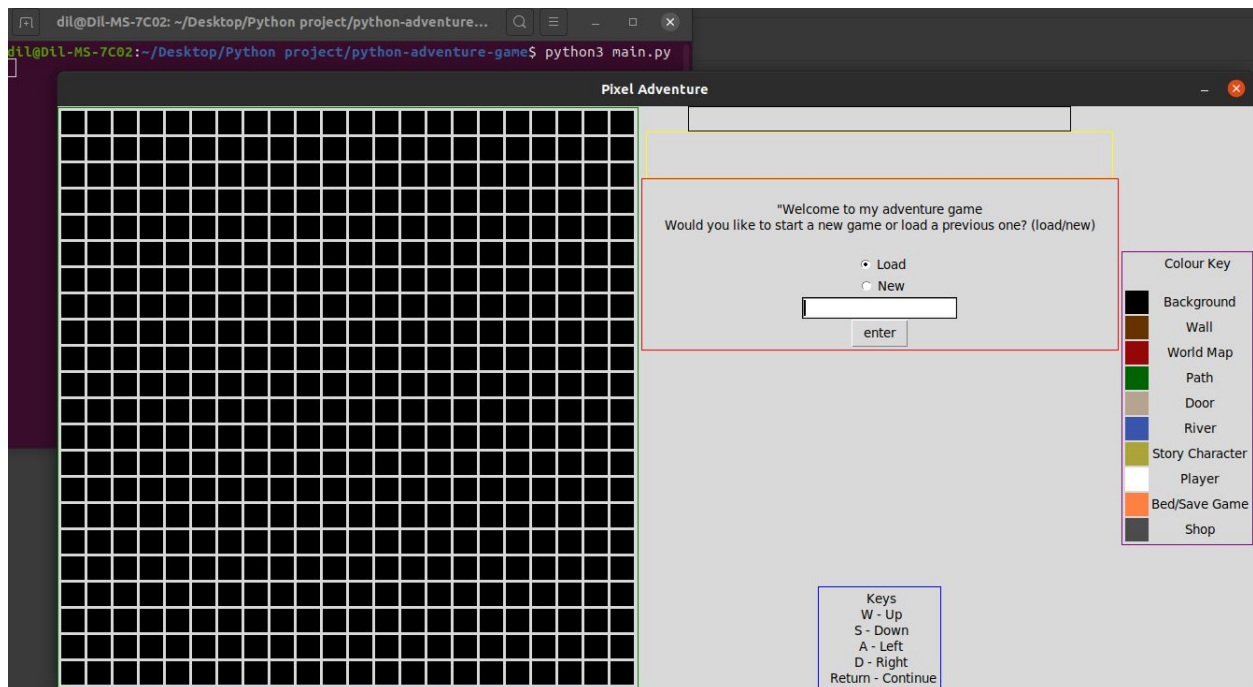 dil@Dil-MS-7C02: ~/Desktop/Python project/python-adventure...
dil@Dil-MS-7C02:~/Desktop/Python project/python-adventure-game$ python3 main.py
Pixel Adventure
"Welcome to my adventure game
Would you like to start a new game or load a previous one? (load/new)
Load
New
enter
Colour Key
Background
Wall
World Map
Path
Door
River
Story Character
Player
Bed/Save Game
Shop
Keys
W - Up
S - Down
A - Left
D - Right
Return - Continue